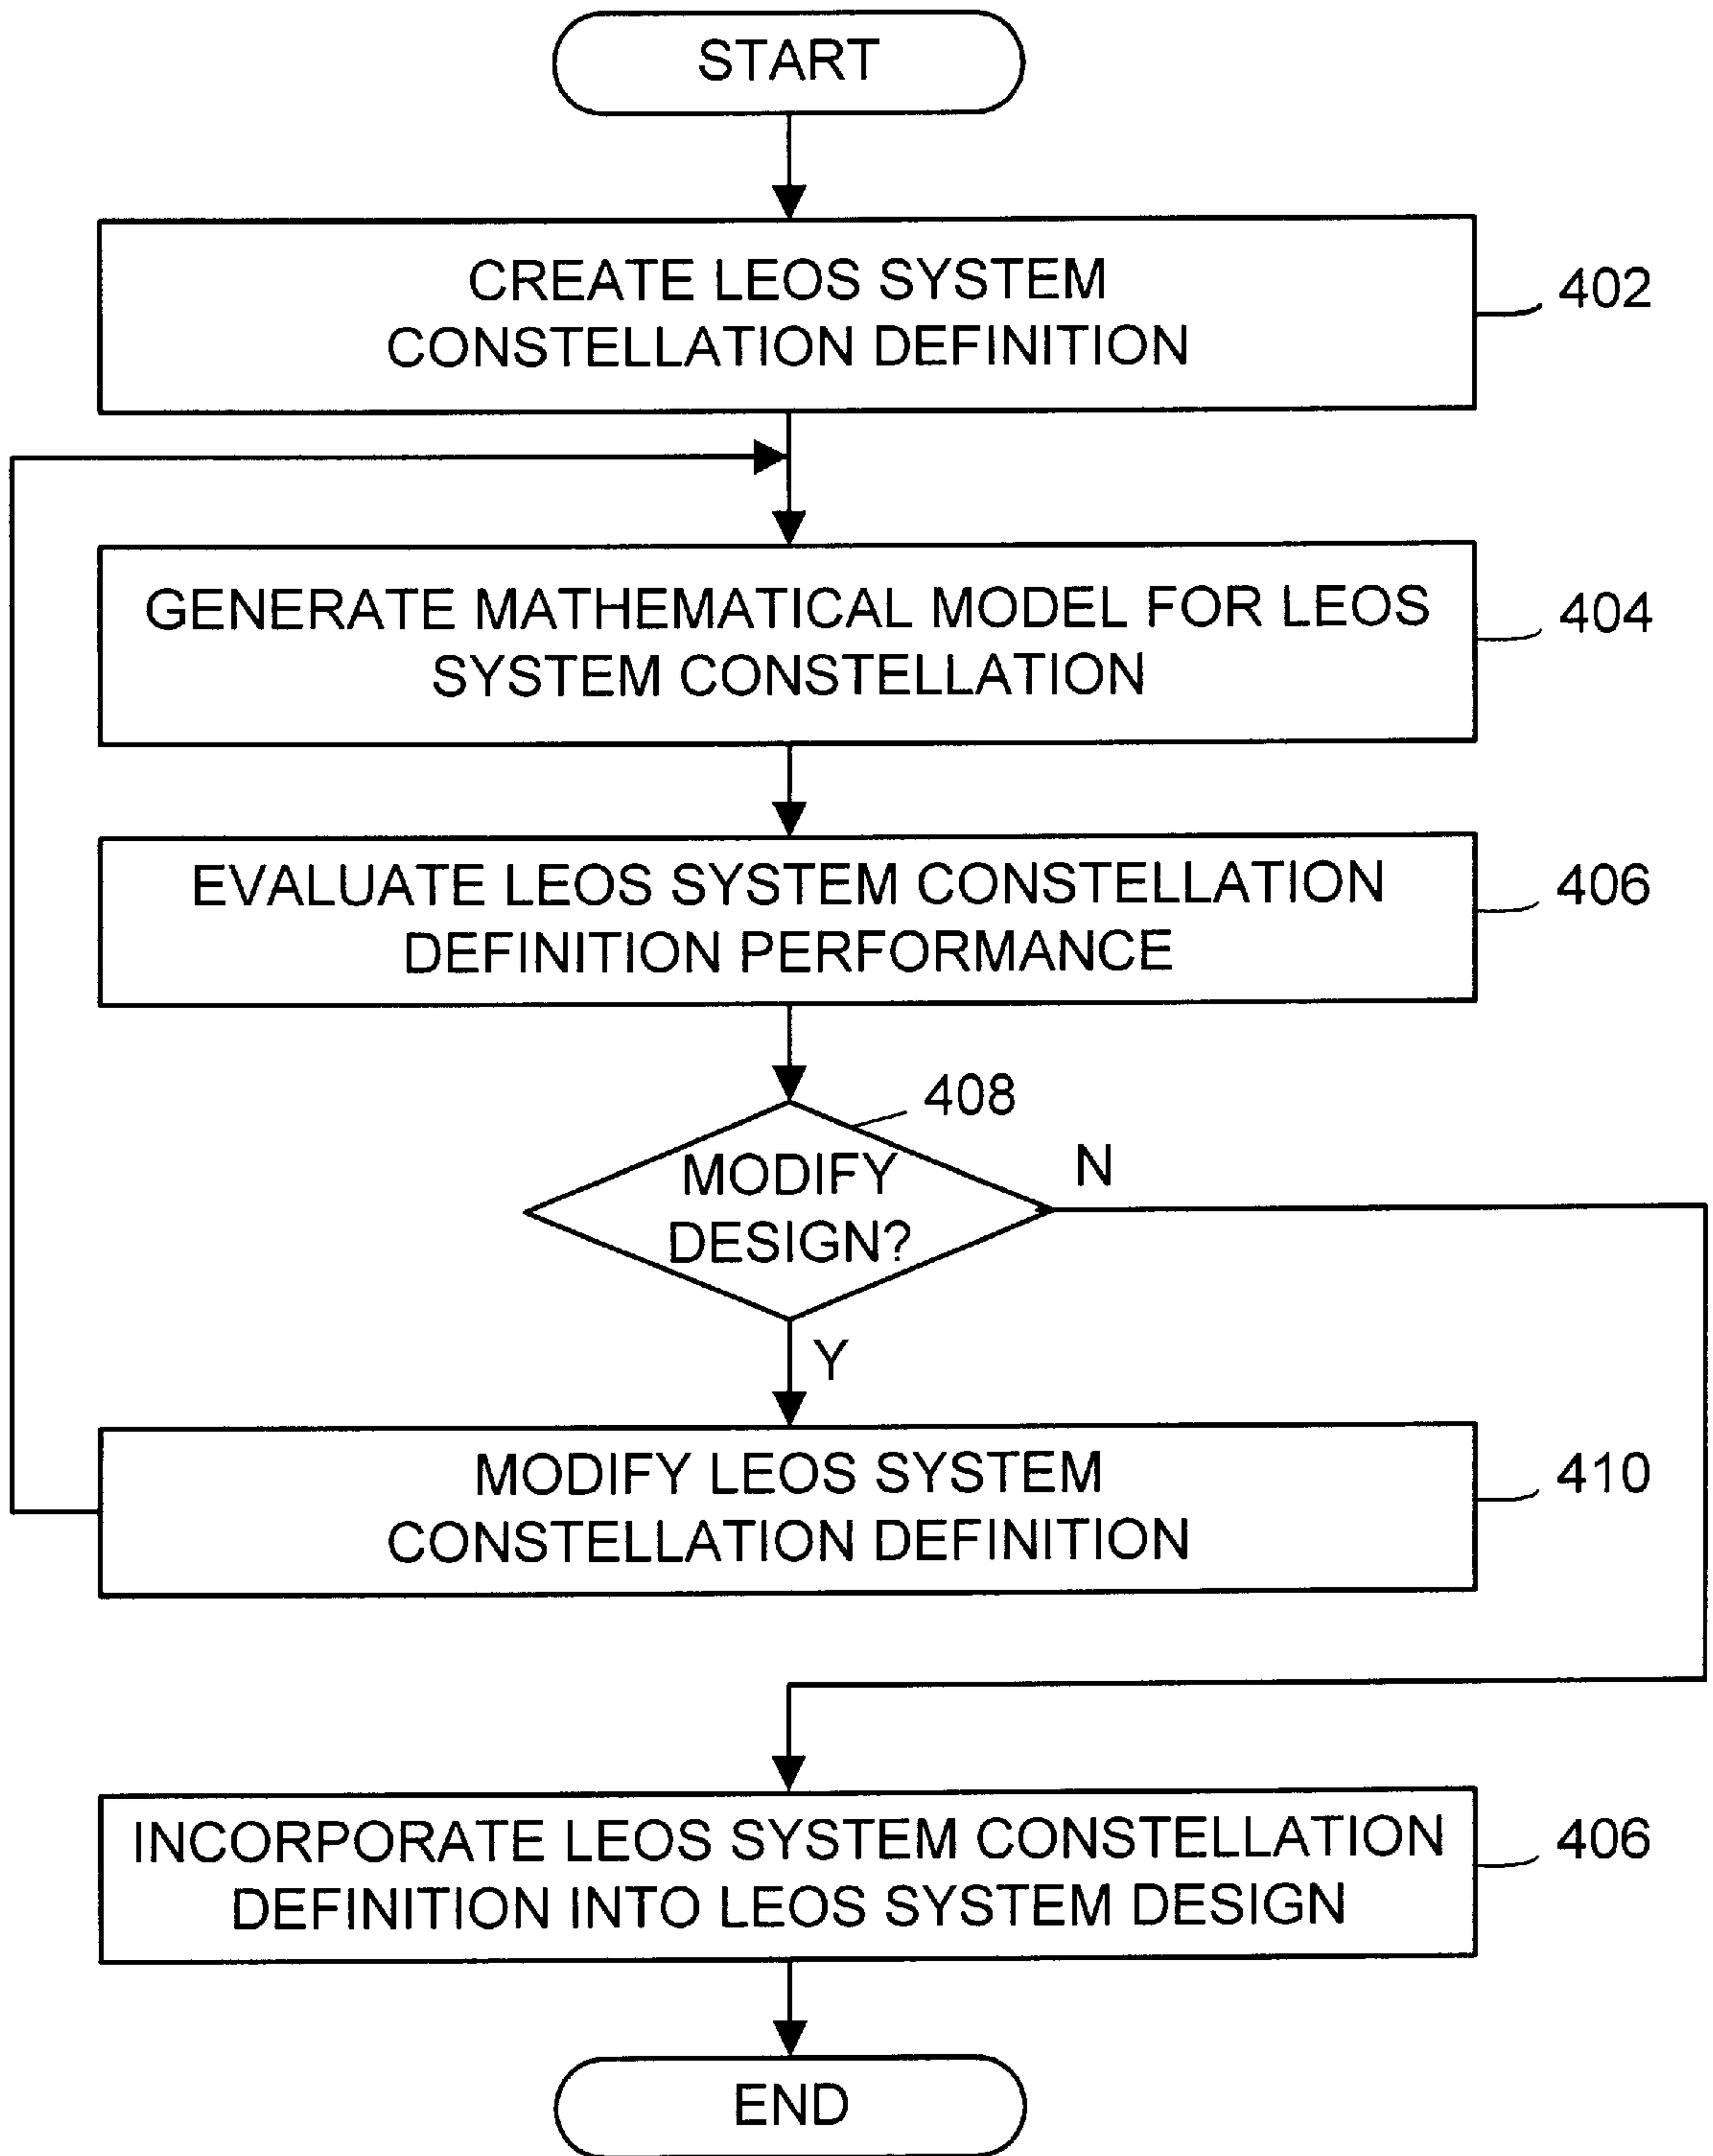 START
CREATE LEOS SYSTEM
CONSTELLATION DEFINITION
402
GENERATE MATHEMATICAL MODEL FOR LEOS
SYSTEM CONSTELLATION
404
EVALUATE LEOS SYSTEM CONSTELLATION
DEFINITION PERFORMANCE
406
408
MODIFY
DESIGN?
N
Y
MODIFY LEOS SYSTEM
CONSTELLATION DEFINITION
410
INCORPORATE LEOS SYSTEM CONSTELLATION
DEFINITION INTO LEOS SYSTEM DESIGN
406
END